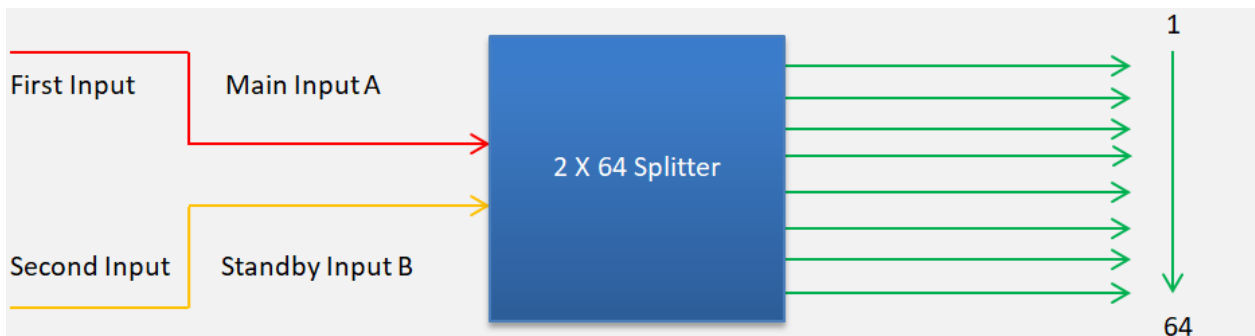 1
First Input
Main Input A
2 X 64 Splitter
Second Input
Standby Input B
64